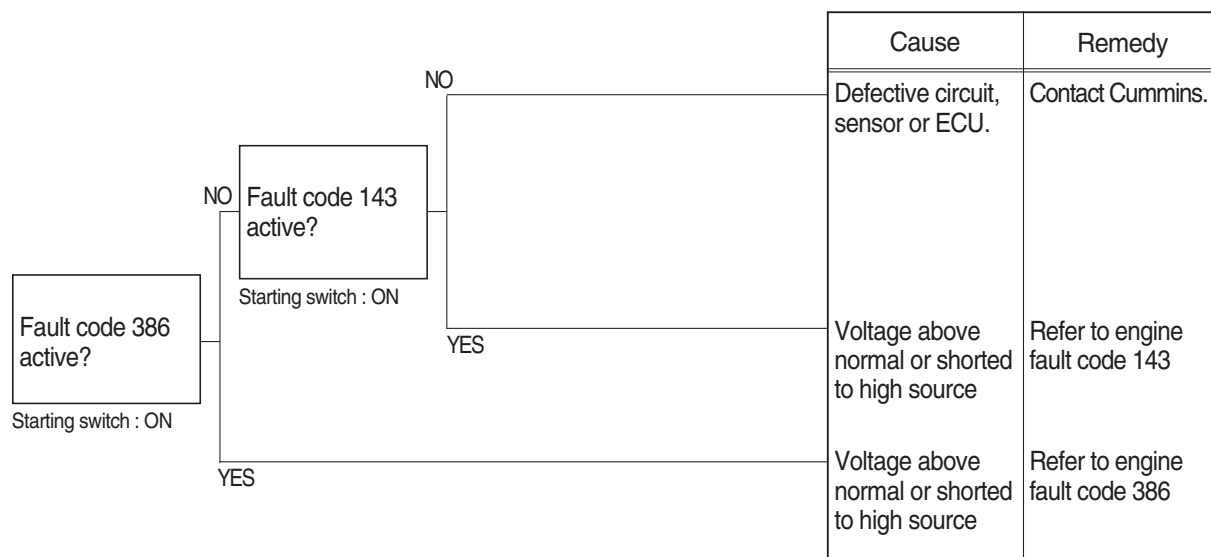 Cause
Remedy
NO
Defective circuit,
sensor or ECU.
Contact Cummins.
NO
Fault code 143
active?
Starting switch : ON
Fault code 386
active?
Starting switch : ON
YES
Voltage above
normal or shorted
to high source
Refer to engine
fault code 143
YES
Voltage above
normal or shorted
to high source
Refer to engine
fault code 386